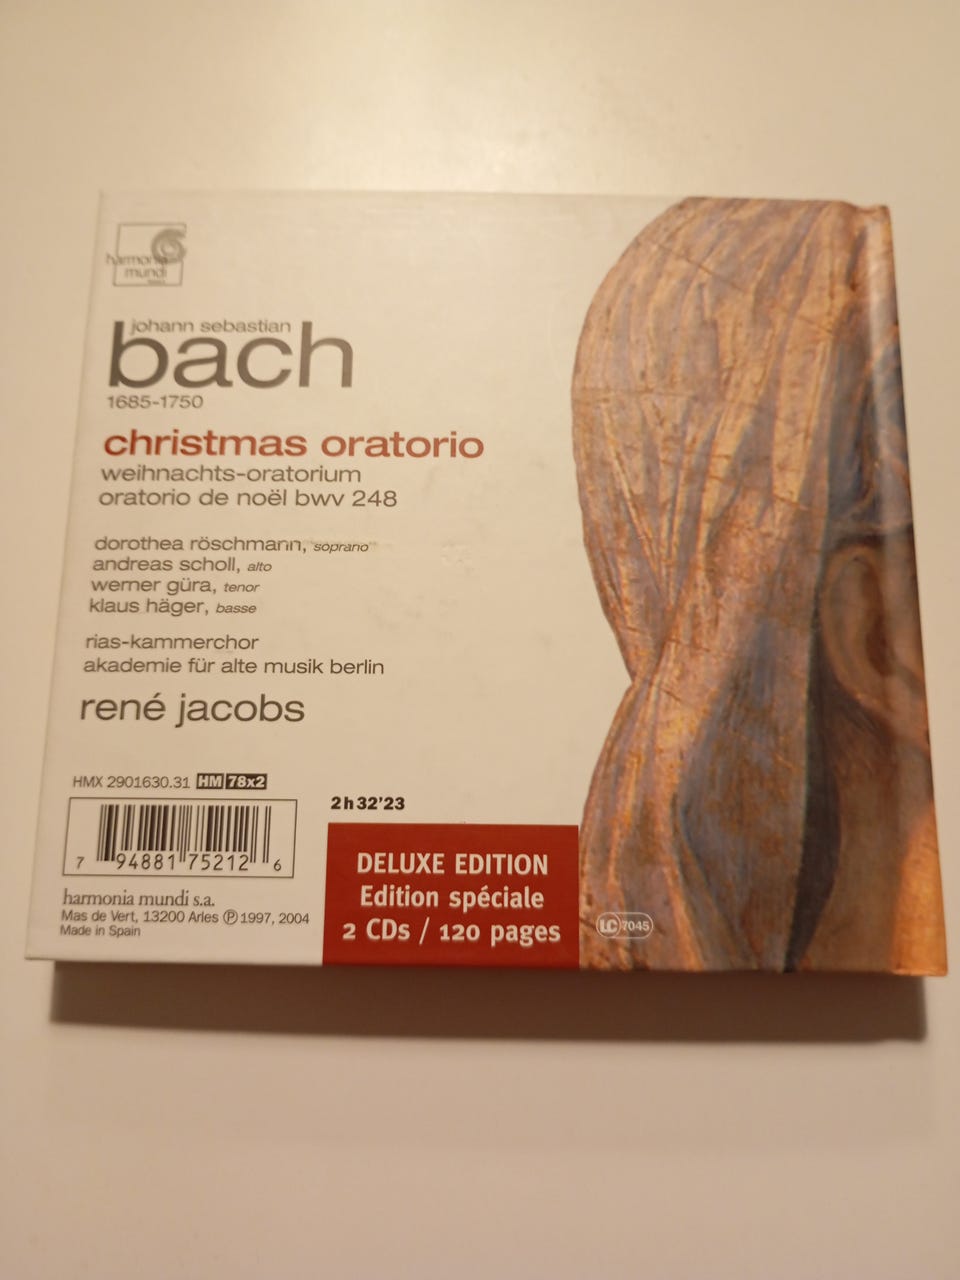 harmonia
mundi
johann sebastian
bach
1685-1750
christmas oratorio
weihnachts-oratorium
oratorio de noël bwv 248
dorothea röschmann, soprano
andreas scholl, alto
werner güra, tenor
klaus häger, basse
rias-kammerchor
akademie für alte musik berlin
rené jacobs
HMX 2901630.31 HM 78x2
2h32'23
7 94881 75212 6
DELUXE EDITION
Edition spéciale
2 CDs / 120 pages
harmonia mundi s.a.
Mas de Vert, 13200 Arles ℗ 1997, 2004
Made in Spain
LC 7045